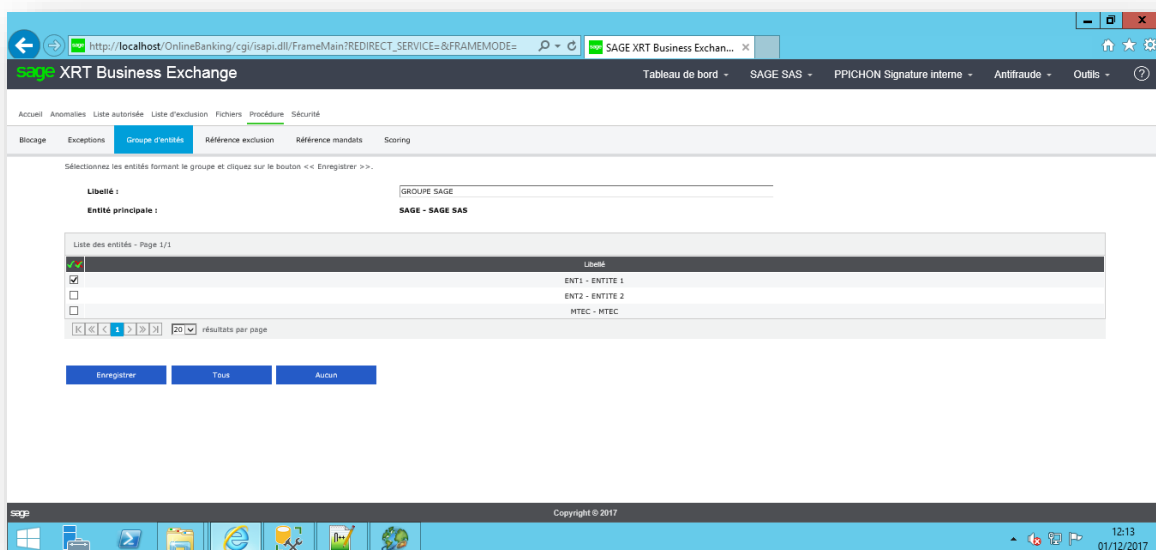 http://localhost/OnlineBanking/cgi/isapi.dll/FrameMain?REDIRECT_SERVICE=&FRAMEMODE=
SAGE XRT Business Exchan...
sage XRT Business Exchange
Tableau de bord
SAGE SAS
PPICHON Signature interne
Antifraude
Outils
Accueil Anomalies Liste autorisée Liste d'exclusion Fichiers Procédure Sécurité
Blocage Exceptions Groupe d'entités Référence exclusion Référence mandats Scoring
Sélectionnez les entités formant le groupe et cliquez sur le bouton << Enregistrer >>.
Libellé : GROUPE SAGE
Entité principale : SAGE - SAGE SAS
Liste des entités - Page 1/1
Libellé
ENT1 - ENTITE 1
ENT2 - ENTITE 2
MTEC - MTEC
1 20 résultats par page
Enregistrer Tous Aucun
sage Copyright © 2017
12:13
01/12/2017